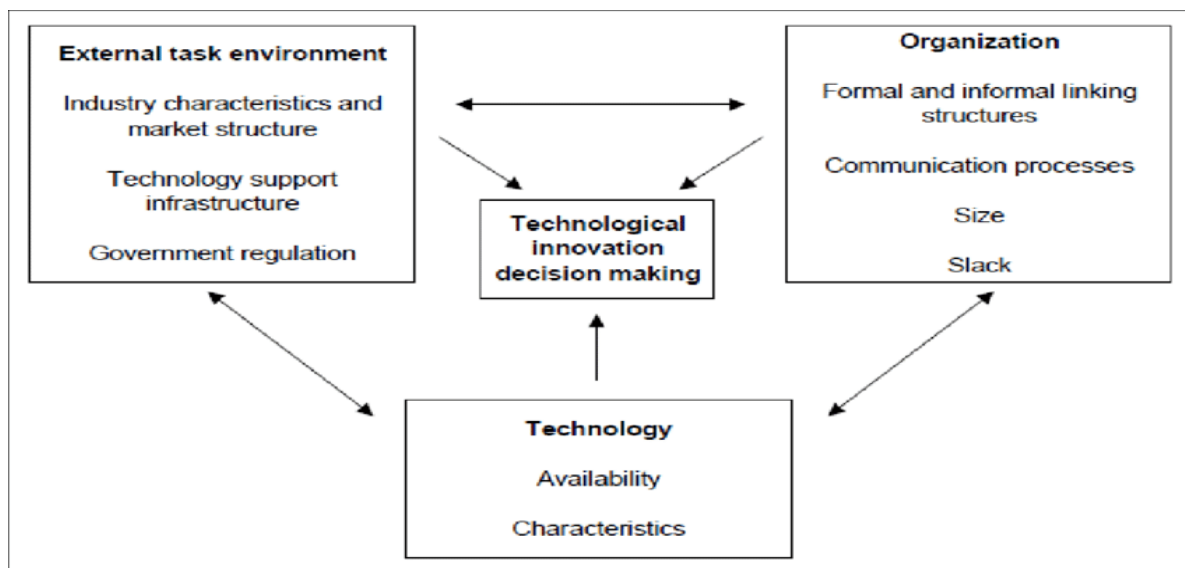 External task environment
Industry characteristics and
market structure
Technology support
infrastructure
Government regulation
Organization
Formal and informal linking
structures
Communication processes
Size
Slack
Technological
innovation
decision making
Technology
Availability
Characteristics